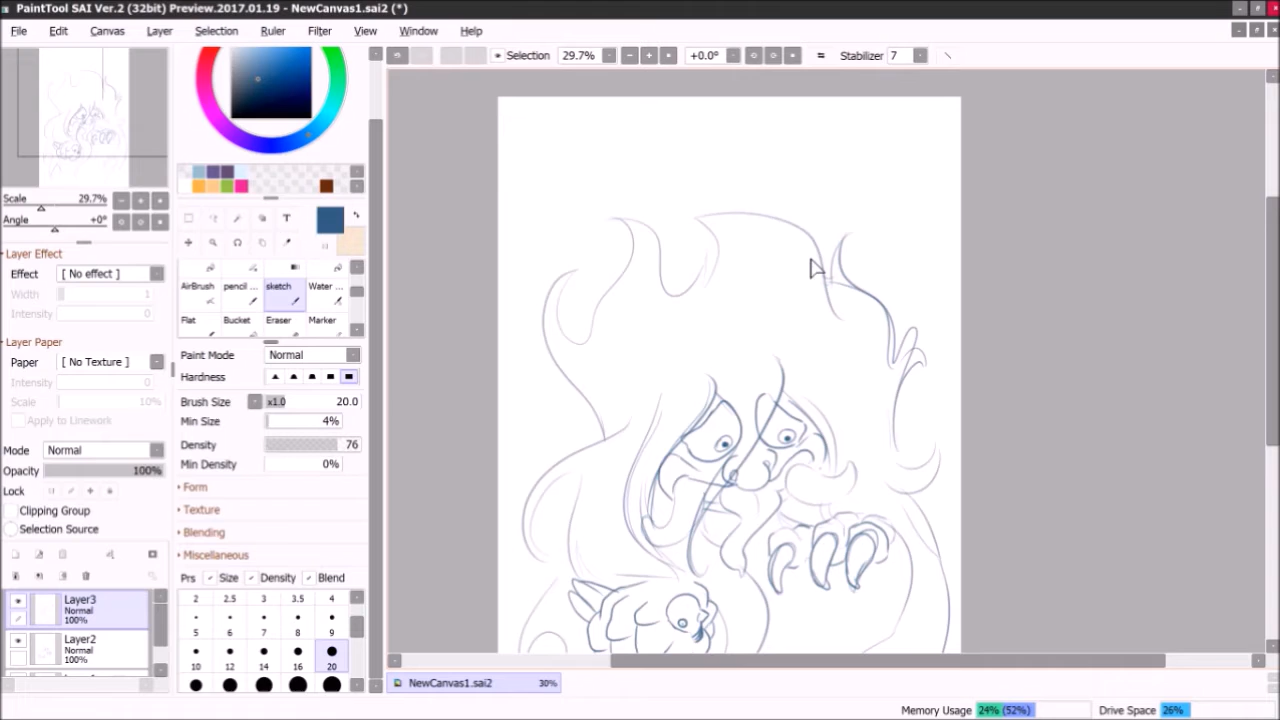 PaintTool SAI Ver.2 (32bit) Preview.2017.01.19 - NewCanvas1.sai2 (*)
File Edit Canvas Layer Selection Ruler Filter View Window Help
Selection 29.7% +0.0° Stabilizer 7
Scale 29.7%
Angle +0°
Layer Effect
Effect [ No effect ]
Width 1
Intensity 0
Layer Paper
Paper [ No Texture ]
Intensity 0
Scale 10%
Apply to Linework
Mode Normal
Opacity 100%
Lock
Clipping Group
Selection Source
Layer3
Normal
100%
Layer2
Normal
100%
T
AirBrush pencil ... sketch Water ...
Flat Bucket Eraser Marker
Paint Mode Normal
Hardness
Brush Size x1.0 20.0
Min Size 4%
Density 76
Min Density 0%
Form
Texture
Blending
Miscellaneous
Prs Size Density Blend
2 2.5 3 3.5 4
5 6 7 8 9
10 12 14 16 20
NewCanvas1.sai2 30%
Memory Usage 24% (52%) Drive Space 26%